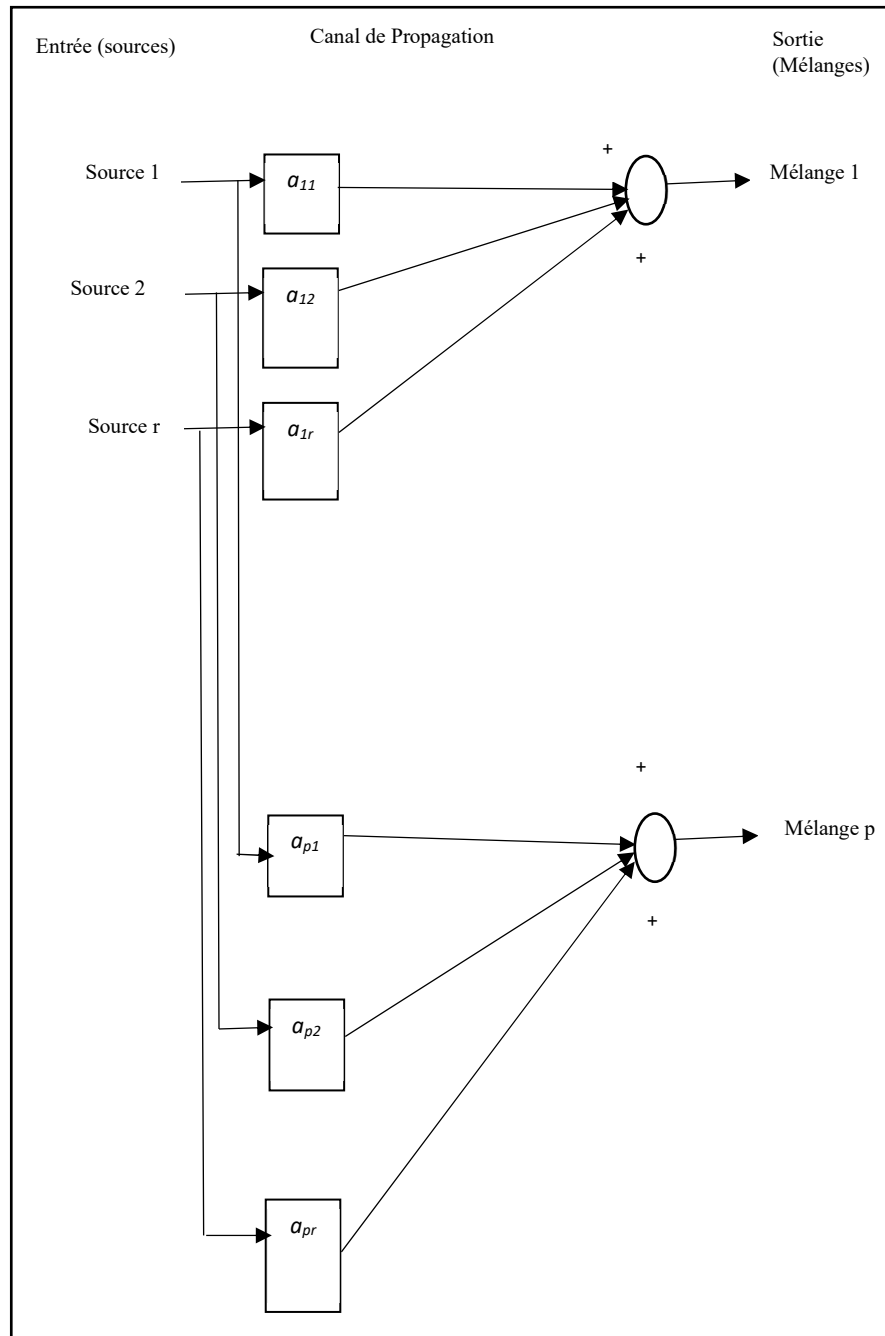 Entrée (sources)
Canal de Propagation
Sortie
(Mélanges)
+
Source 1
a11
Mélange 1
+
Source 2
a12
Source r
a1r
+
ap1
Mélange p
+
ap2
apr